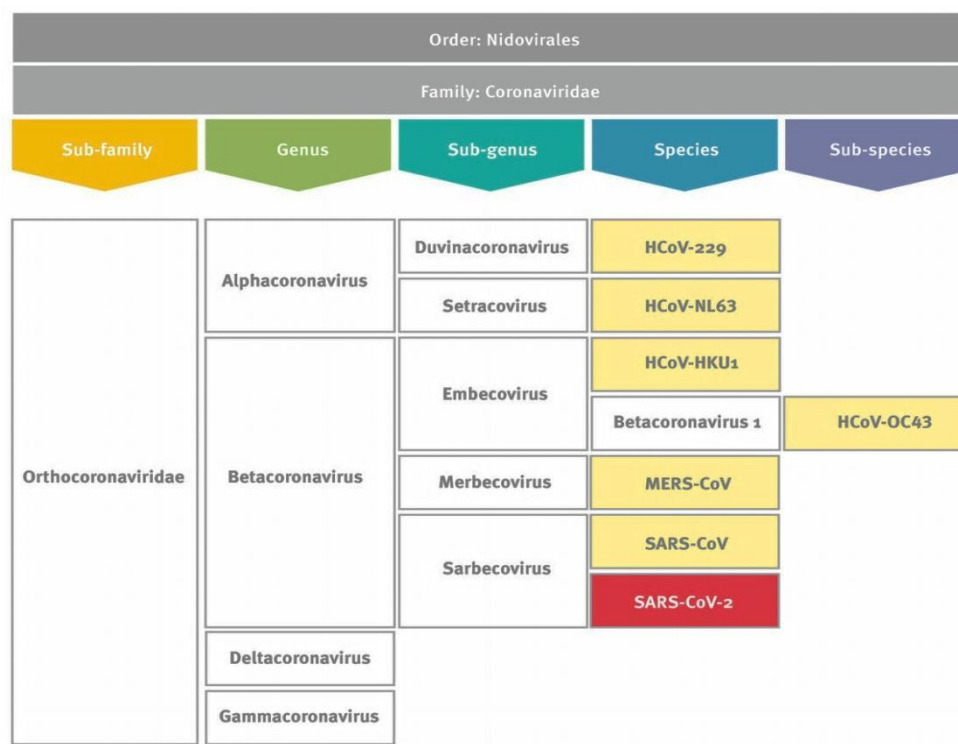 Order: Nidovirales
Family: Coronaviridae
Sub-family
Genus
Sub-genus
Species
Sub-species
Orthocoronaviridae
Alphacoronavirus
Duvinacoronavirus
HCoV-229
Setracovirus
HCoV-NL63
Betacoronavirus
Embecovirus
HCoV-HKU1
Betacoronavirus 1
HCoV-OC43
Merbecovirus
MERS-CoV
Sarbecovirus
SARS-CoV
SARS-CoV-2
Deltacoronavirus
Gammacoronavirus